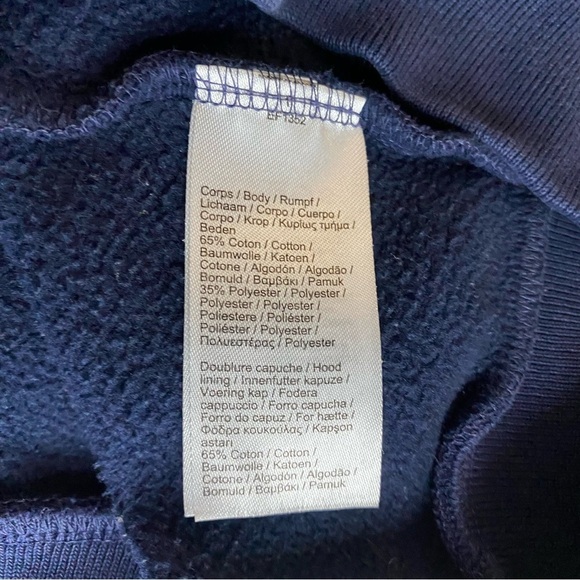 EF1352
Corps / Body / Rumpf /
Lichaam / Corpo / Cuerpo /
Corpo / Krop / Κυρίως τμήμα /
Beden
65% Coton / Cotton /
Baumwolle / Katoen /
Cotone / Algodón / Algodão /
Bomuld / Βαμβάκι / Pamuk
35% Polyester / Polyester /
Polyester / Polyester /
Poliestere / Poliéster /
Poliéster / Polyester /
Πολυεστέρας / Polyester
Doublure capuche / Hood
lining / Innenfutter kapuze /
Voering kap / Fodera
cappuccio / Forro capucha /
Forro do capuz / For hætte /
Φόδρα κουκούλας / Kapşon
astari
65% Coton / Cotton /
Baumwolle / Katoen /
Cotone / Algodón / Algodão /
Bomuld / Βαμβάκι / Pamuk